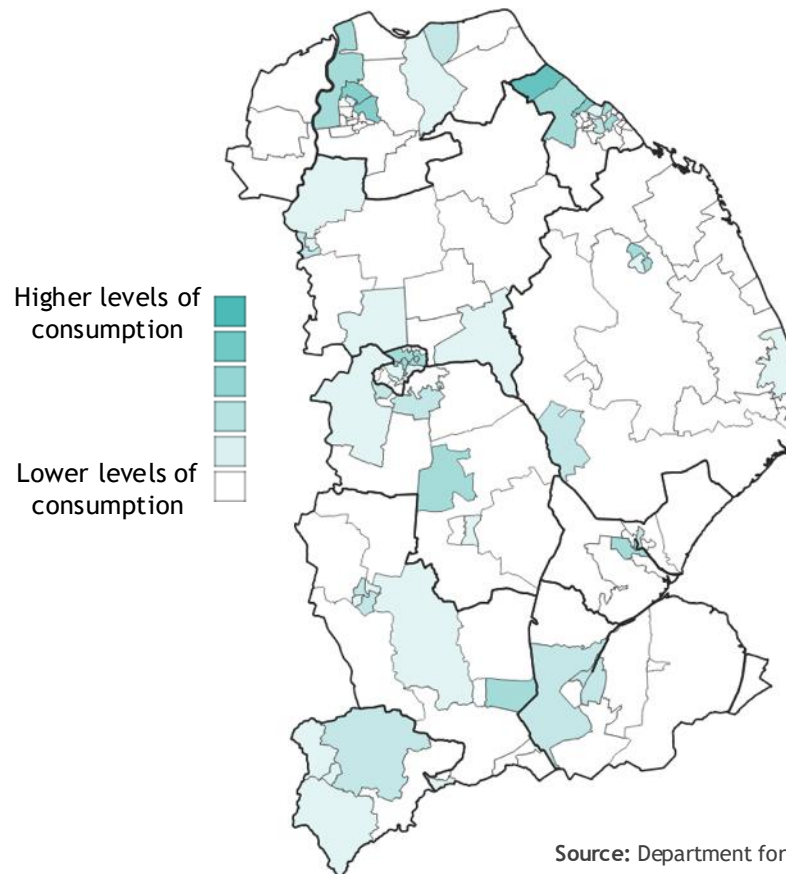 Higher levels of
consumption
Lower levels of
consumption
Source: Department for